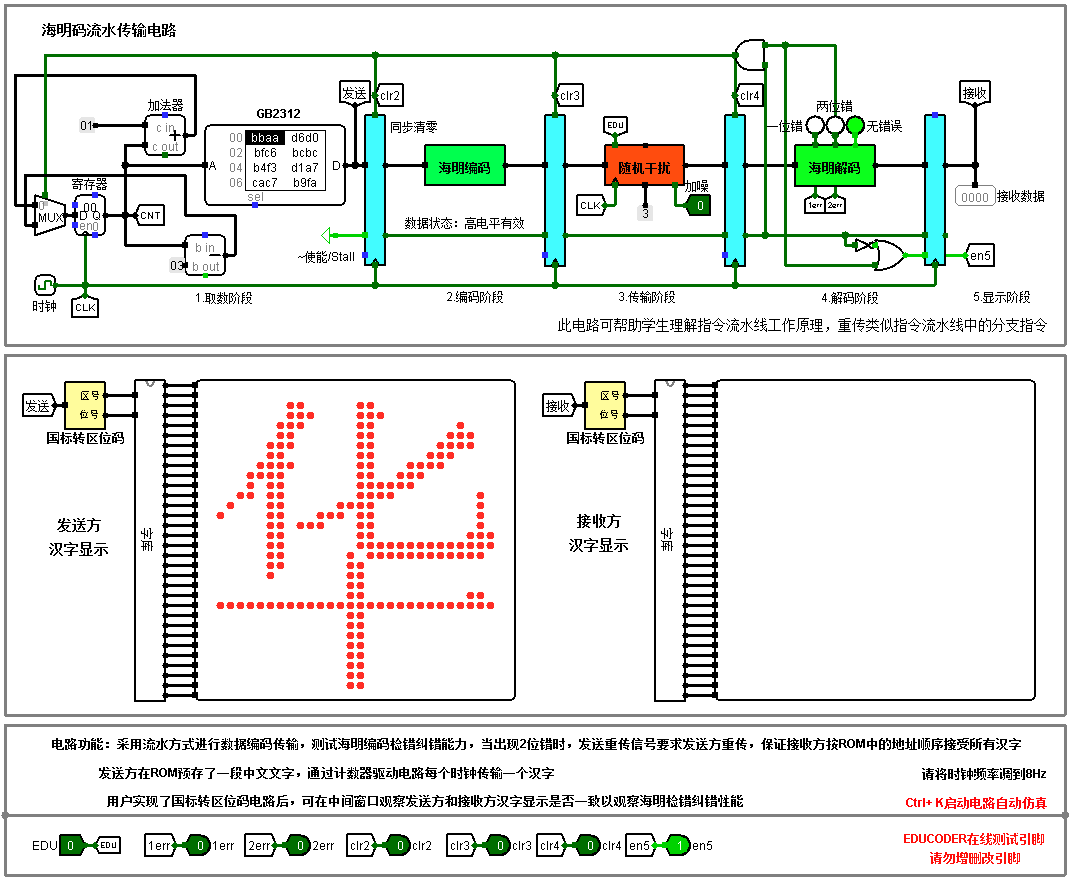 海明码流水传输电路
加法器
c in
c out
01
GB2312
00 bbaa d6d0
02 bfc6 bcbc
04 b4f3 d1a7
06 cac7 b9fa
A
D
sel
发送
clr2
同步清零
海明编码
clr3
EDU
随机干扰
CLK
3
加噪
0
clr4
两位错
一位错
无错误
海明解码
1err
2err
接收
0000
接收数据
寄存器
MUX
00
D Q
en0
CNT
b in
b out
03
数据状态：高电平有效
~使能/Stall
en5
时钟
CLK
1.取数阶段
2.编码阶段
3.传输阶段
4.解码阶段
5.显示阶段
此电路可帮助学生理解指令流水线工作原理，重传类似指令流水线中的分支指令
发送
区号
位号
国标转区位码
发送方
汉字显示
字库
华
接收
区号
位号
国标转区位码
接收方
汉字显示
字库
电路功能：采用流水方式进行数据编码传输，测试海明编码检错纠错能力，当出现2位错时，发送重传信号要求发送方重传，保证接收方按ROM中的地址顺序接受所有汉字
发送方在ROM预存了一段中文文字，通过计数器驱动电路每个时钟传输一个汉字
请将时钟频率调到8Hz
用户实现了国标转区位码电路后，可在中间窗口观察发送方和接收方汉字显示是否一致以观察海明检错纠错性能
Ctrl+ K启动电路自动仿真
EDU 0 EDU
1err 0 1err
2err 0 2err
clr2 0 clr2
clr3 0 clr3
clr4 0 clr4
en5 1 en5
EDUCODER在线测试引脚
请勿增删改引脚